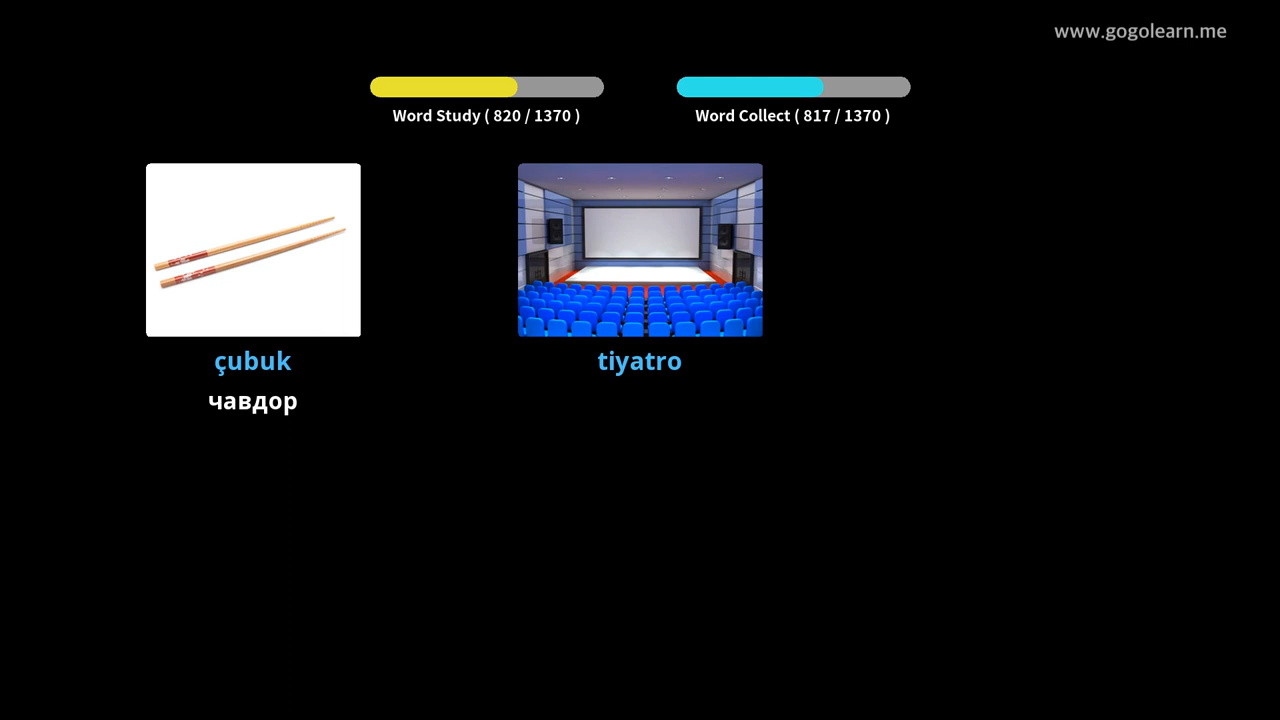 www.gogolearn.me
Word Study ( 820 / 1370 )
Word Collect ( 817 / 1370 )
çubuk
tiyatro
чавдор